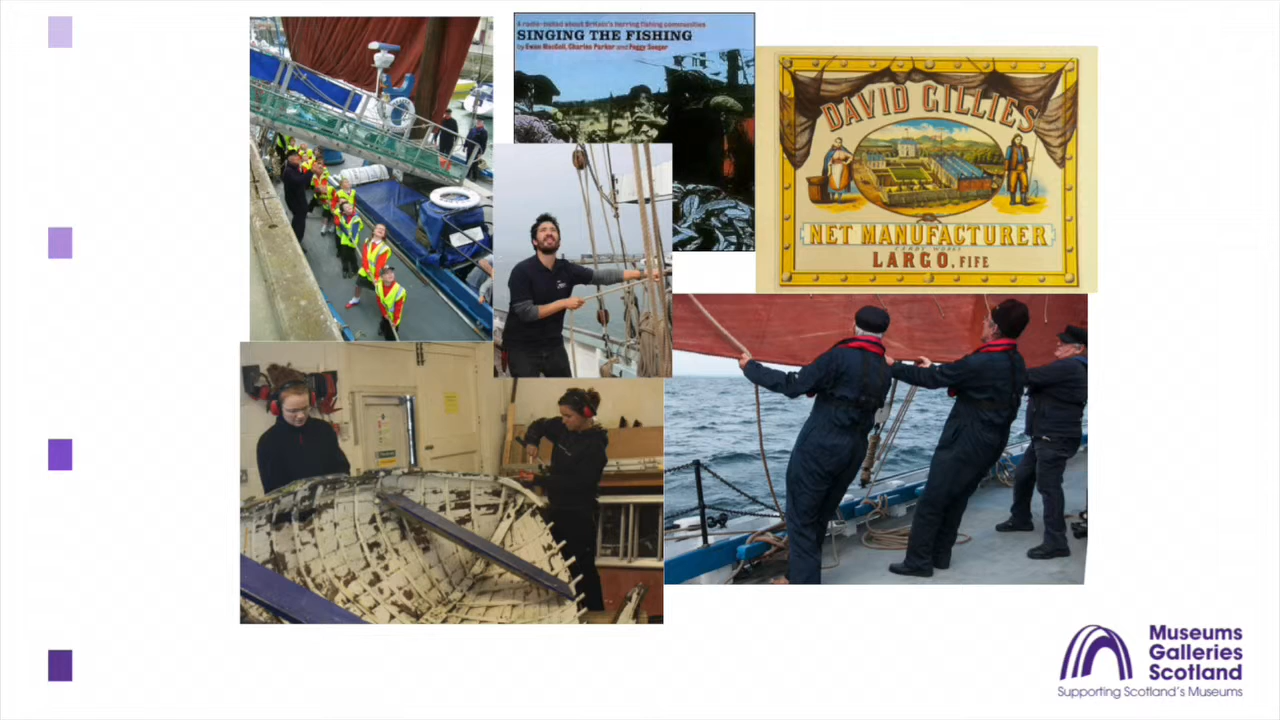 A radio-ballad about Britain's herring fishing communities
SINGING THE FISHING
by Ewan MacColl, Charles Parker and Peggy Seeger
DAVID GILLIES
NET MANUFACTURER
LARGO, FIFE
Museums
Galleries
Scotland
Supporting Scotland's Museums